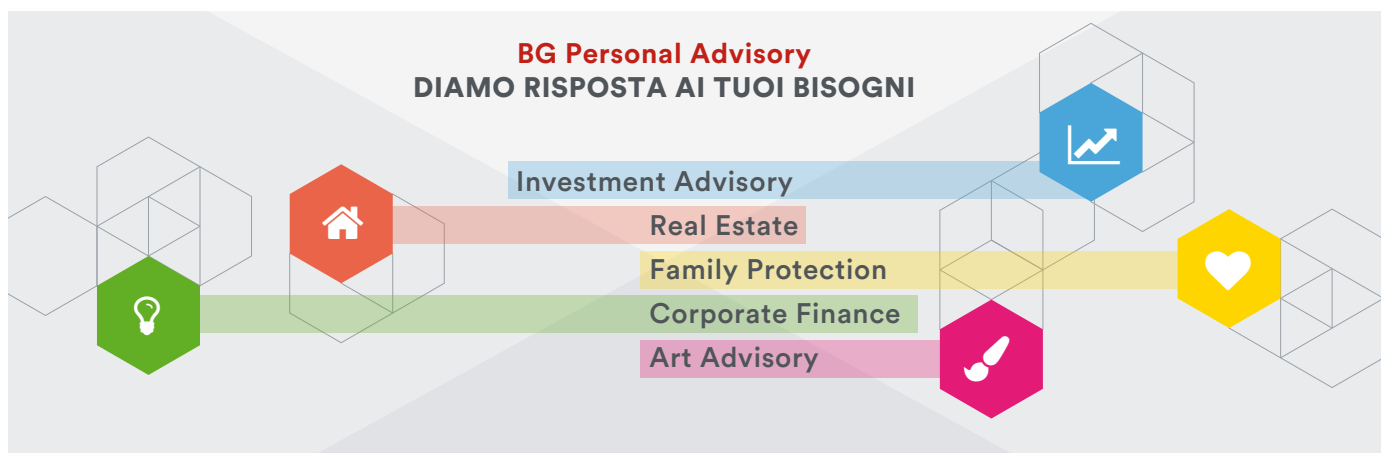 BG Personal Advisory
DIAMO RISPOSTA AI TUOI BISOGNI
Investment Advisory
Real Estate
Family Protection
Corporate Finance
Art Advisory